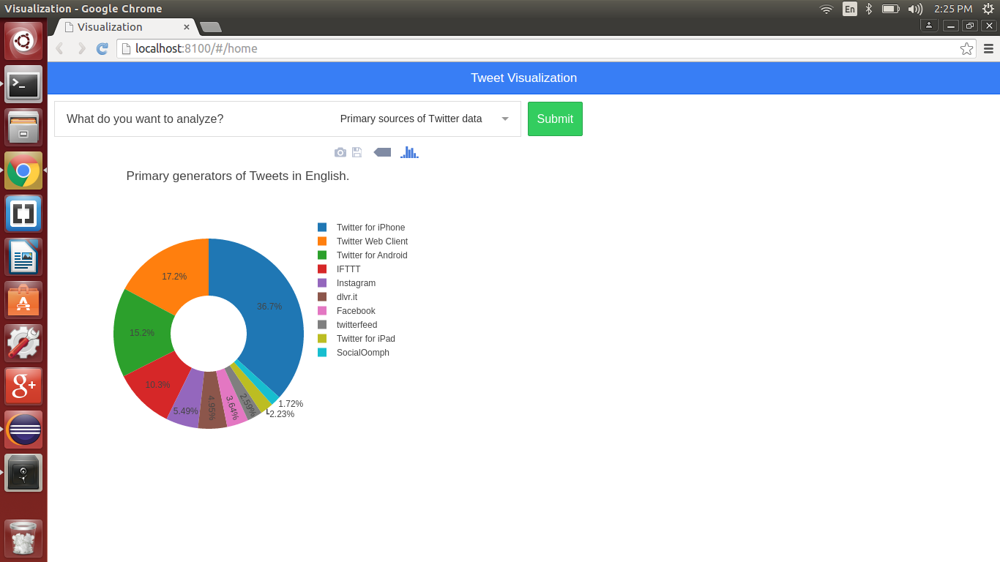 Visualization - Google Chrome
En
2:25 PM
Visualization
localhost:8100/#/home
Tweet Visualization
What do you want to analyze?
Primary sources of Twitter data
Submit
Primary generators of Tweets in English.
Twitter for iPhone
Twitter Web Client
Twitter for Android
IFTTT
Instagram
dlvr.it
Facebook
twitterfeed
Twitter for iPad
SocialOomph
36.7%
17.2%
15.2%
10.3%
5.49%
4.95%
3.64%
2.59%
2.23%
1.72%
>_
A
g+